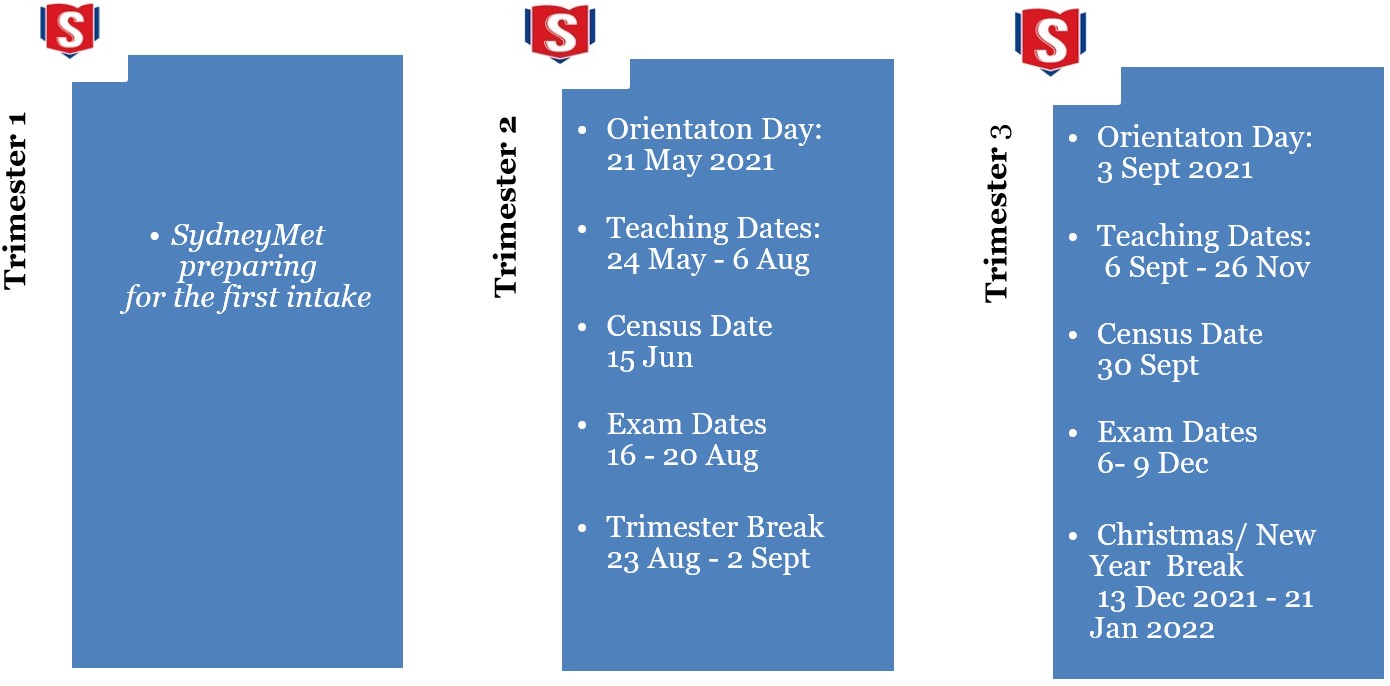 S
Trimester 1
• SydneyMet
preparing
for the first intake
S
Trimester 2
• Orientaton Day:
21 May 2021
• Teaching Dates:
24 May - 6 Aug
• Census Date
15 Jun
• Exam Dates
16 - 20 Aug
• Trimester Break
23 Aug - 2 Sept
S
Trimester 3
• Orientaton Day:
3 Sept 2021
• Teaching Dates:
6 Sept - 26 Nov
• Census Date
30 Sept
• Exam Dates
6- 9 Dec
• Christmas/ New
Year Break
13 Dec 2021 - 21
Jan 2022